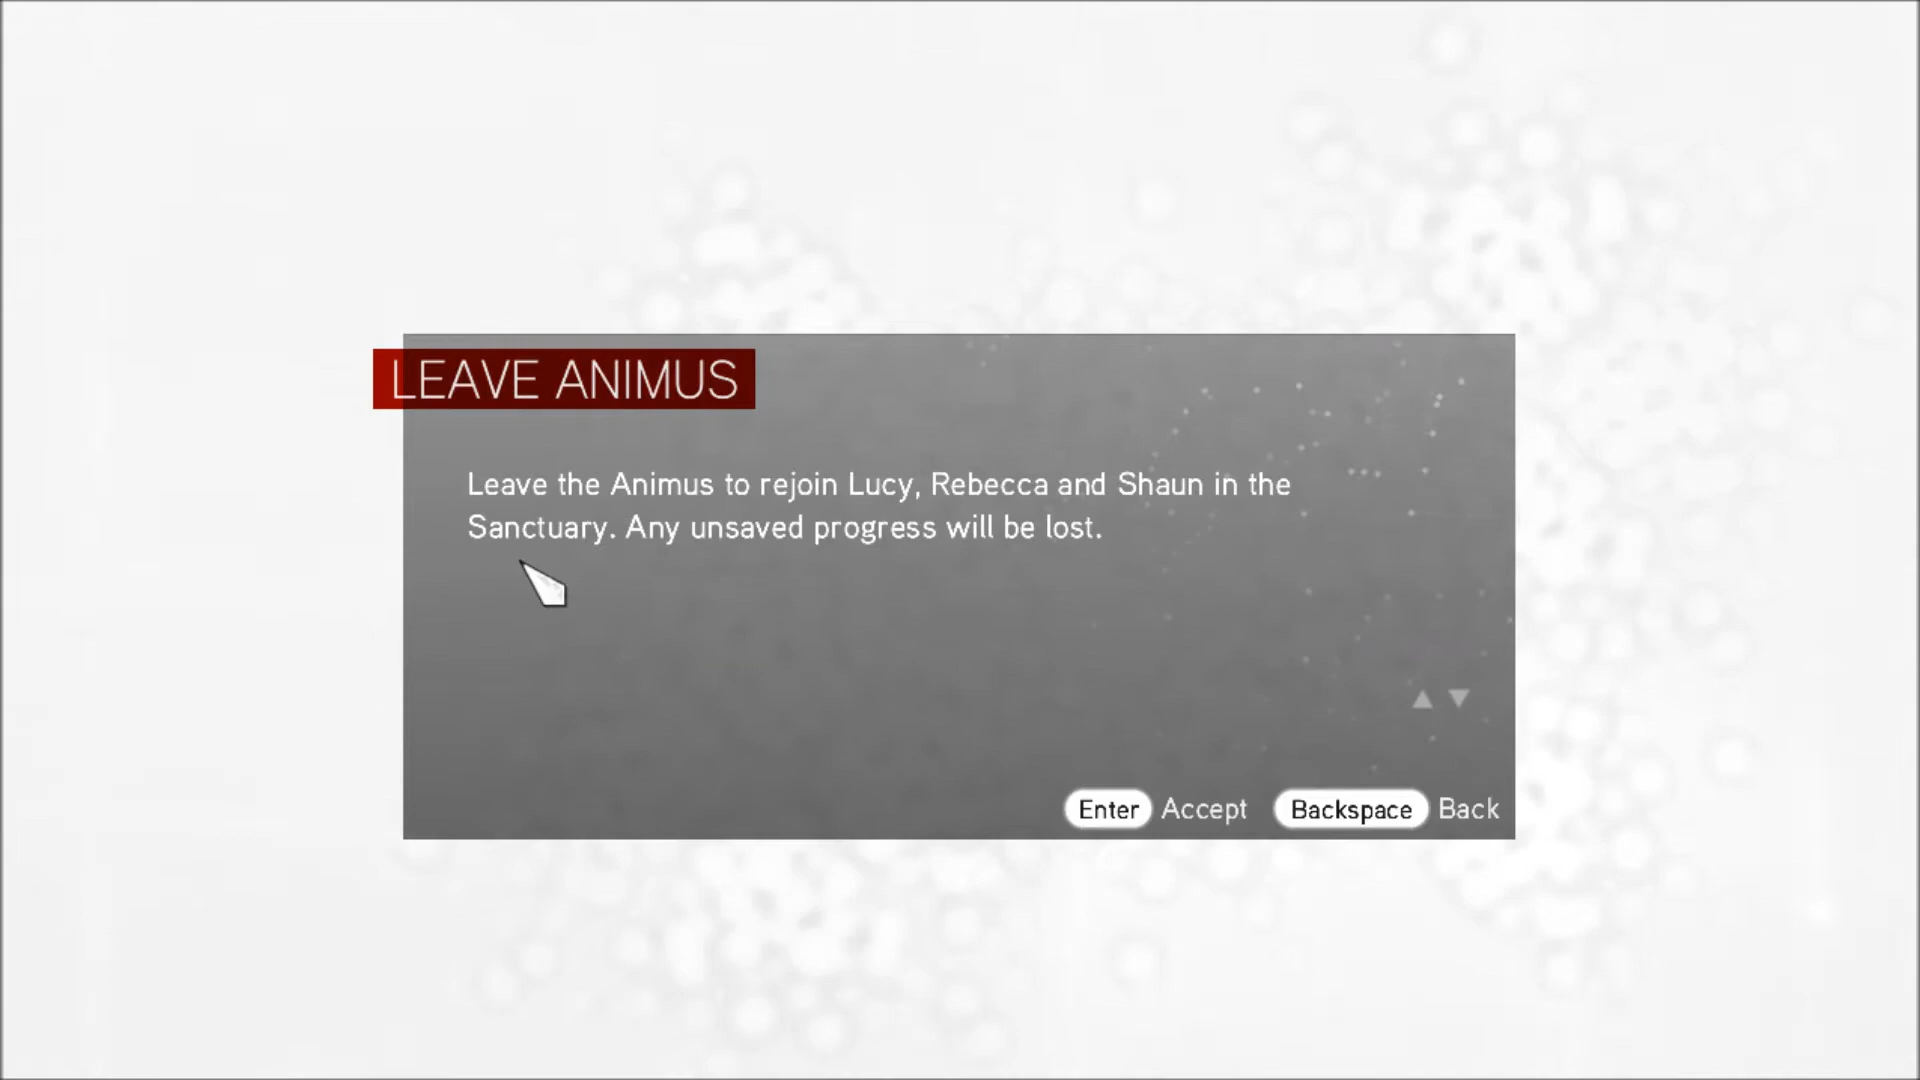 LEAVE ANIMUS
Leave the Animus to rejoin Lucy, Rebecca and Shaun in the
Sanctuary. Any unsaved progress will be lost.
Enter Accept Backspace Back